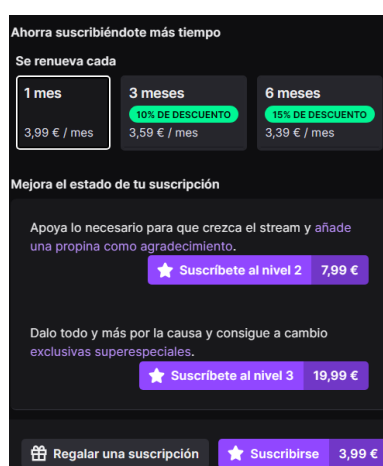 Ahorra suscribiéndote más tiempo
Se renueva cada
1 mes
3,99 € / mes
3 meses
10% DE DESCUENTO
3,59 € / mes
6 meses
15% DE DESCUENTO
3,39 € / mes
Mejora el estado de tu suscripción
Apoya lo necesario para que crezca el stream y añade
una propina como agradecimiento.
Suscríbete al nivel 2 7,99 €
Dalo todo y más por la causa y consigue a cambio
exclusivas superespeciales.
Suscríbete al nivel 3 19,99 €
Regalar una suscripción Suscribirse 3,99 €